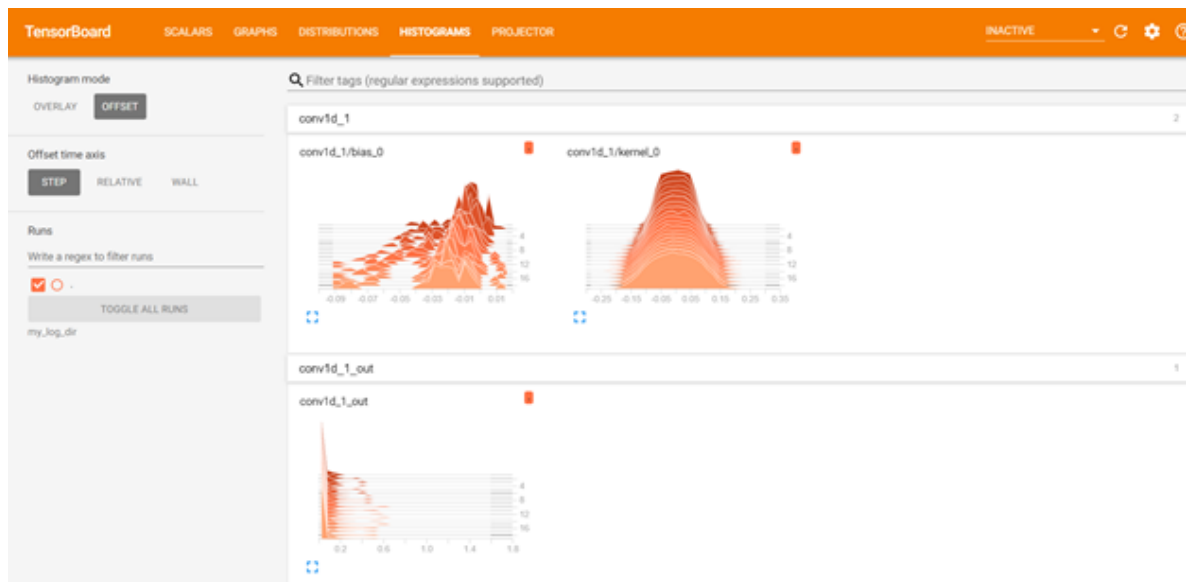 TensorBoard SCALARS GRAPHS DISTRIBUTIONS HISTOGRAMS PROJECTOR INACTIVE
Histogram mode
OVERLAY OFFSET
Offset time axis
STEP RELATIVE WALL
Runs
Write a regex to filter runs
.
TOGGLE ALL RUNS
my_log_dir
Filter tags (regular expressions supported)
conv1d_1 2
conv1d_1/bias_0 conv1d_1/kernel_0
4 4
8 8
12 12
16 16
-0.09 -0.07 -0.05 -0.03 -0.01 0.01 -0.25 -0.15 -0.05 0.05 0.15 0.25 0.35
conv1d_1_out 1
conv1d_1_out
4
8
12
16
0.2 0.6 1.0 1.4 1.8